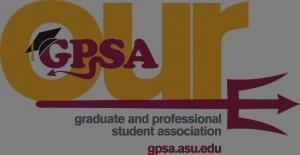 our
GPSA
graduate and professional
student association
gpsa.asu.edu